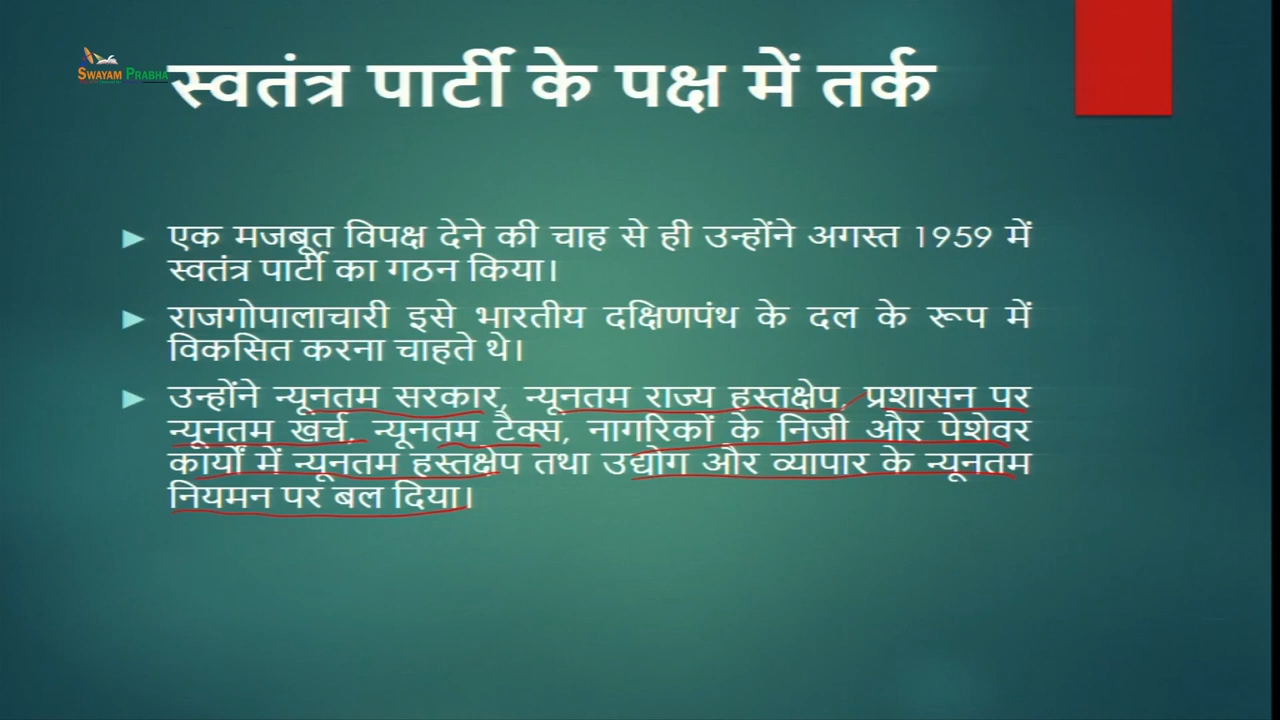 SWAYAM PRABHA
स्वतंत्र पार्टी के पक्ष में तर्क
एक मजबूत विपक्ष देने की चाह से ही उन्होंने अगस्त 1959 में
स्वतंत्र पार्टी का गठन किया।
राजगोपालाचारी इसे भारतीय दक्षिणपंथ के दल के रूप में
विकसित करना चाहते थे।
उन्होंने न्यूनतम सरकार, न्यूनतम राज्य हस्तक्षेप, प्रशासन पर
न्यूनतम खर्च, न्यूनतम टैक्स, नागरिकों के निजी और पेशेवर
कार्यों में न्यूनतम हस्तक्षेप तथा उद्योग और व्यापार के न्यूनतम
नियमन पर बल दिया।